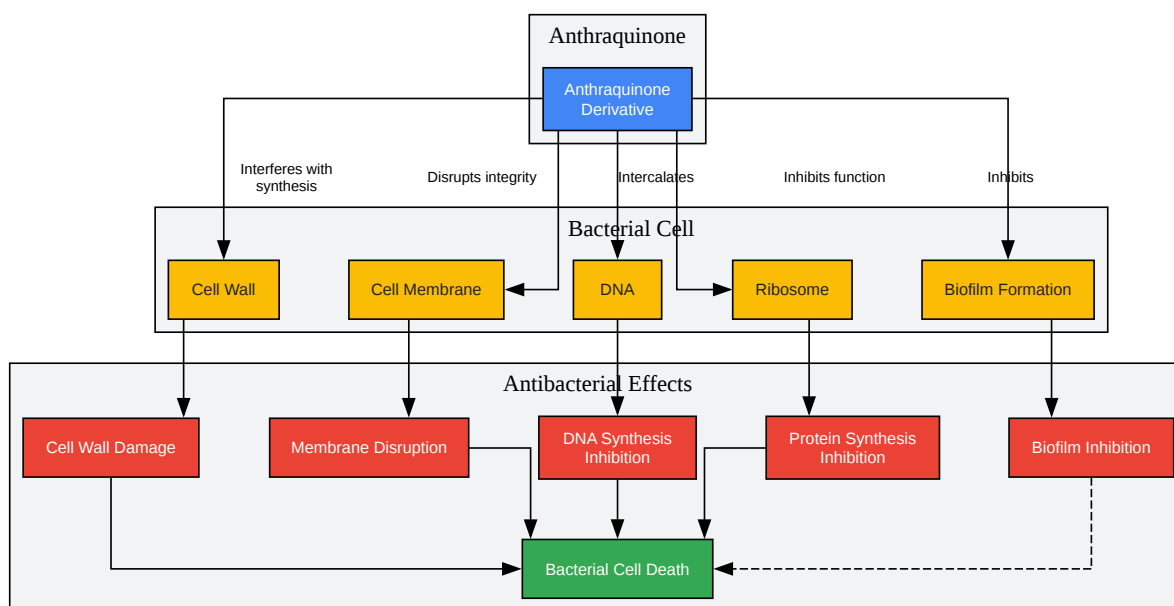 Anthraquinone
Anthraquinone
Derivative
Interferes with
synthesis
Disrupts integrity
Intercalates
Inhibits function
Inhibits
Bacterial Cell
Cell Wall
Cell Membrane
DNA
Ribosome
Biofilm Formation
Antibacterial Effects
Cell Wall Damage
Membrane Disruption
DNA Synthesis
Inhibition
Protein Synthesis
Inhibition
Biofilm Inhibition
Bacterial Cell Death